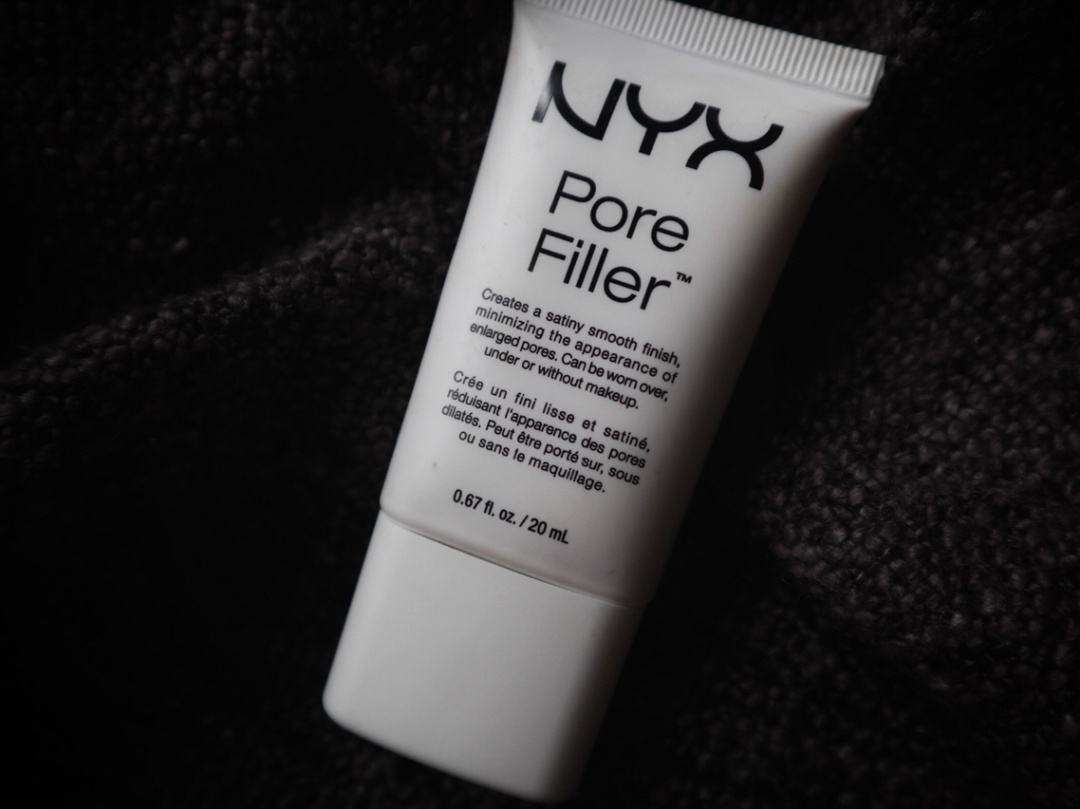 NYX
Pore
Filler™
Creates a satiny smooth finish,
minimizing the appearance of
enlarged pores. Can be worn over,
under or without makeup.
Crée un fini lisse et satiné,
réduisant l'apparence des pores
dilatés. Peut être porté sur, sous
ou sans le maquillage.
0.67 fl. oz. / 20 mL